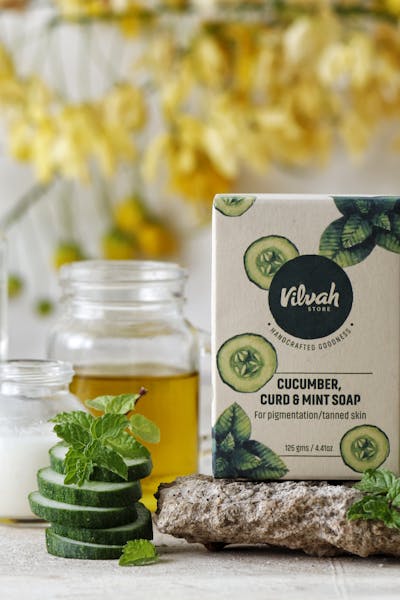 Vilvah
STORE
• HANDCRAFTED GOODNESS •
CUCUMBER,
CURD & MINT SOAP
For pigmentation/tanned skin
125 gms / 4.41oz